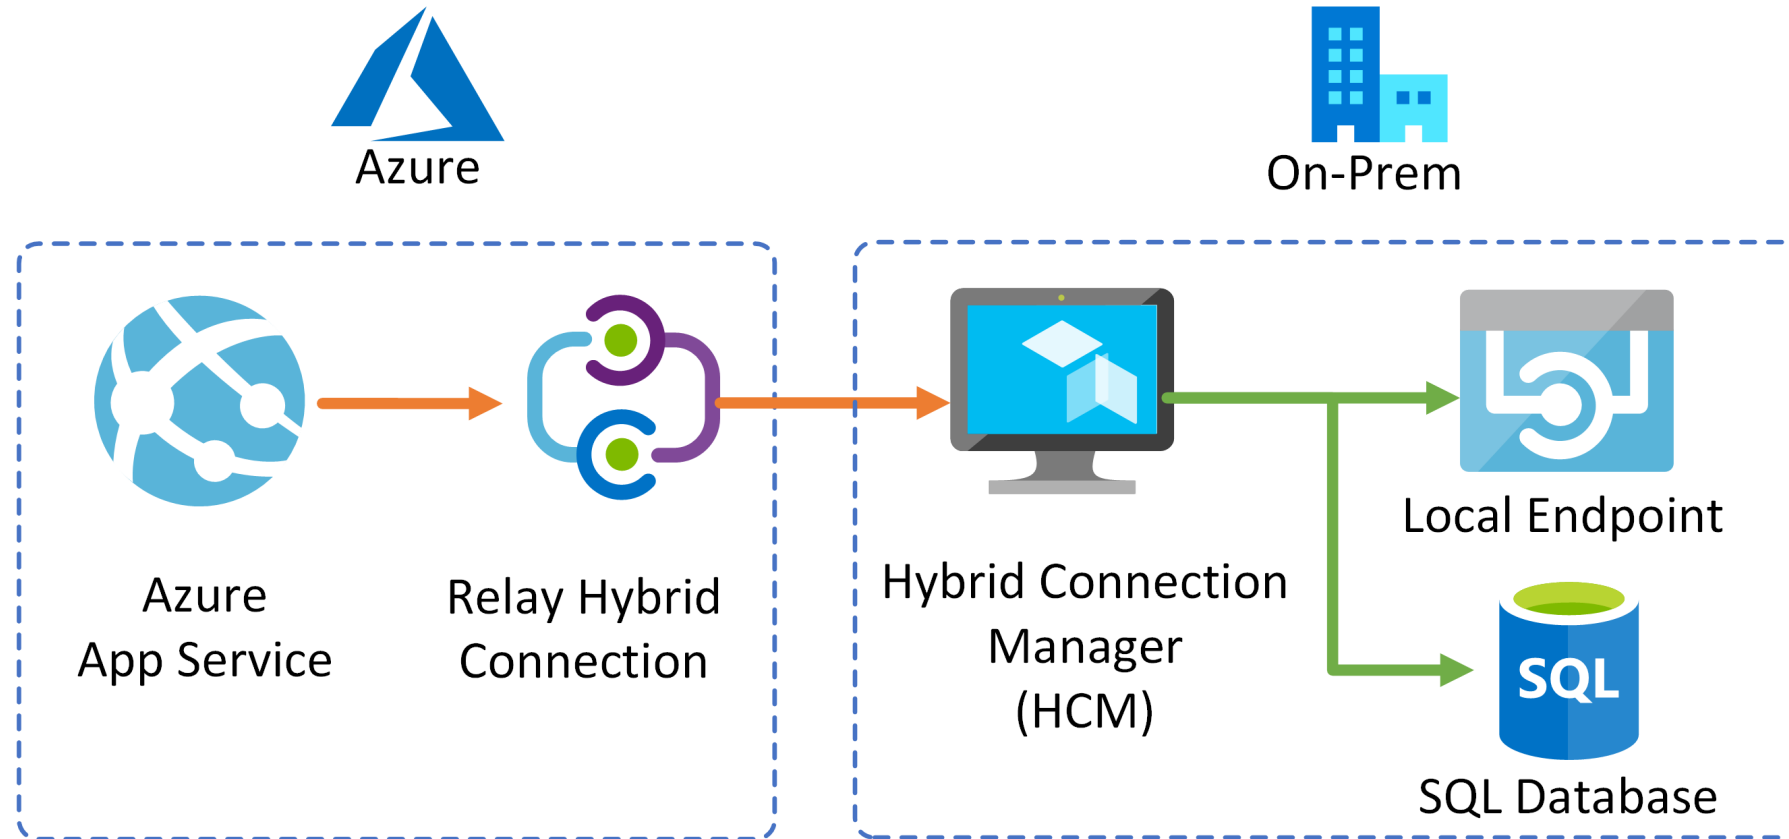 Azure
On-Prem
Azure
App Service
Relay Hybrid
Connection
Hybrid Connection
Manager
(HCM)
Local Endpoint
SQL
SQL Database